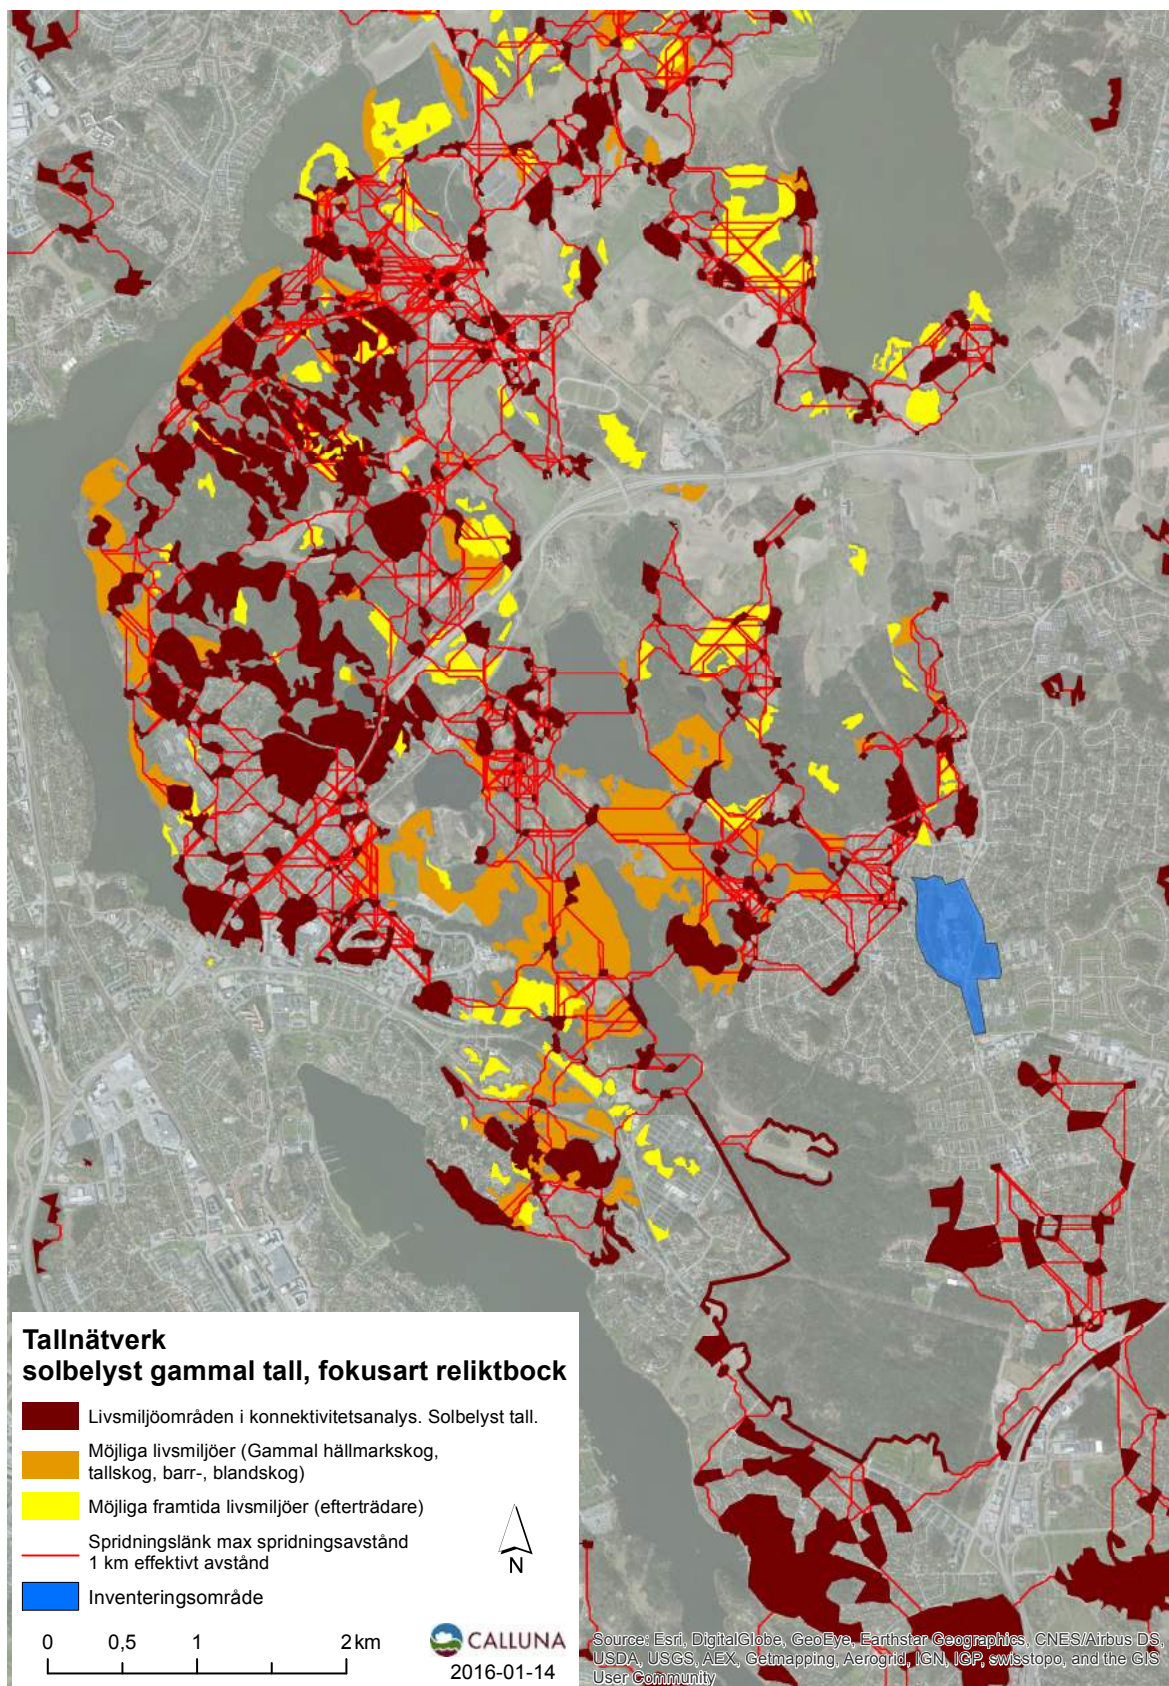 Tallnätverk
solbelyst gammal tall, fokusart reliktbock
Livsmiljöområden i konnektivitetsanalys. Solbelyst tall.
Möjliga livsmiljöer (Gammal hällmarkskog,
tallskog, barr-, blandskog)
Möjliga framtida livsmiljöer (efterträdare)
Spridningslänk max spridningsavstånd
1 km effektivt avstånd
Inventeringsområde
N
0 0,5 1 2 km
CALLUNA
2016-01-14
Source: Esri, DigitalGlobe, GeoEye, Earthstar Geographics, CNES/Airbus DS,
USDA, USGS, AEX, Getmapping, Aerogrid, IGN, IGP, swisstopo, and the GIS
User Community